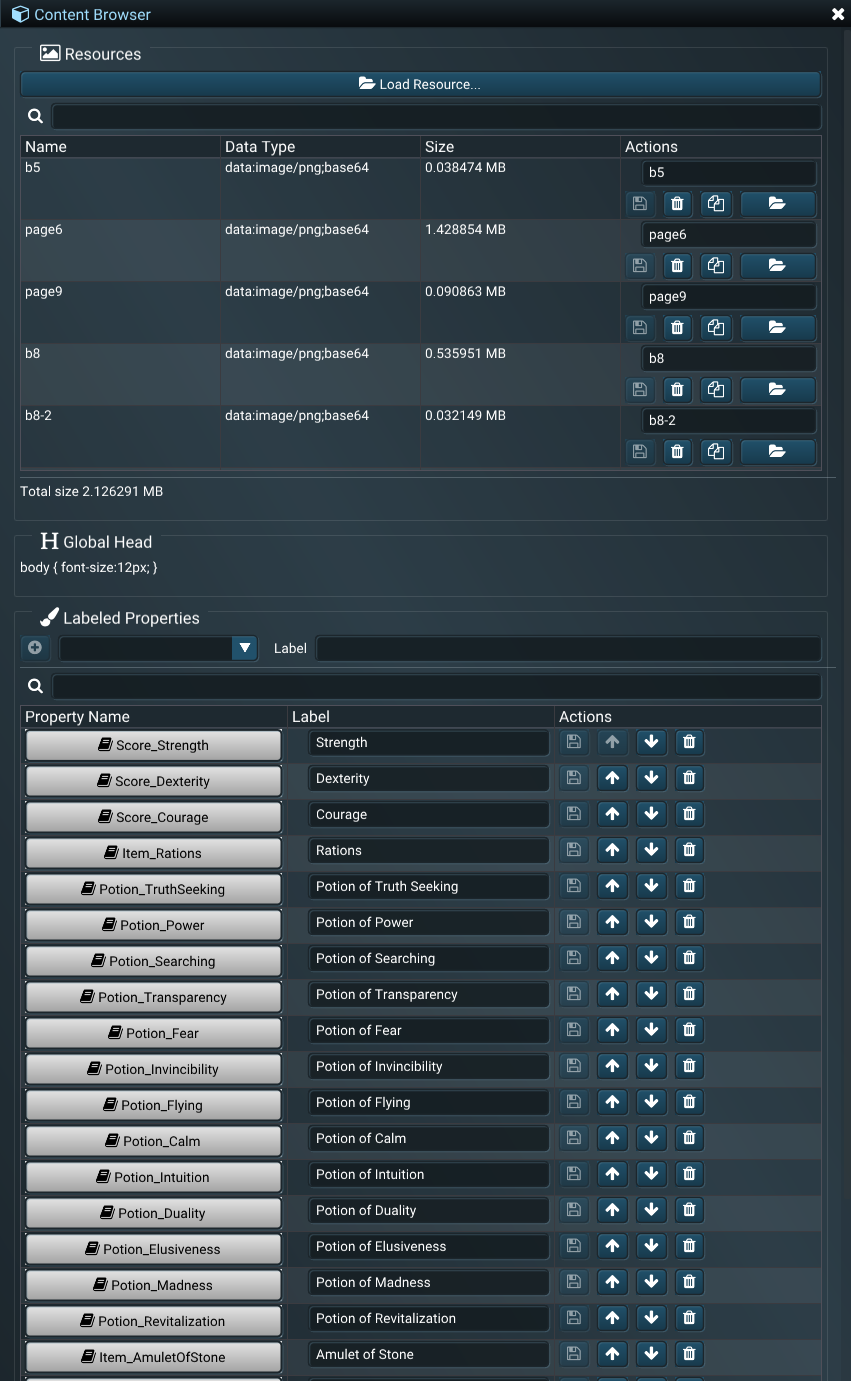 Content Browser
Resources
Load Resource...
Name Data Type Size Actions
b5 data:image/png;base64 0.038474 MB b5
page6 data:image/png;base64 1.428854 MB page6
page9 data:image/png;base64 0.090863 MB page9
b8 data:image/png;base64 0.535951 MB b8
b8-2 data:image/png;base64 0.032149 MB b8-2
Total size 2.126291 MB
H Global Head
body { font-size:12px; }
Labeled Properties
Label
Property Name Label Actions
Score_Strength Strength
Score_Dexterity Dexterity
Score_Courage Courage
Item_Rations Rations
Potion_TruthSeeking Potion of Truth Seeking
Potion_Power Potion of Power
Potion_Searching Potion of Searching
Potion_Transparency Potion of Transparency
Potion_Fear Potion of Fear
Potion_Invincibility Potion of Invincibility
Potion_Flying Potion of Flying
Potion_Calm Potion of Calm
Potion_Intuition Potion of Intuition
Potion_Duality Potion of Duality
Potion_Elusiveness Potion of Elusiveness
Potion_Madness Potion of Madness
Potion_Revitalization Potion of Revitalization
Item_AmuletOfStone Amulet of Stone